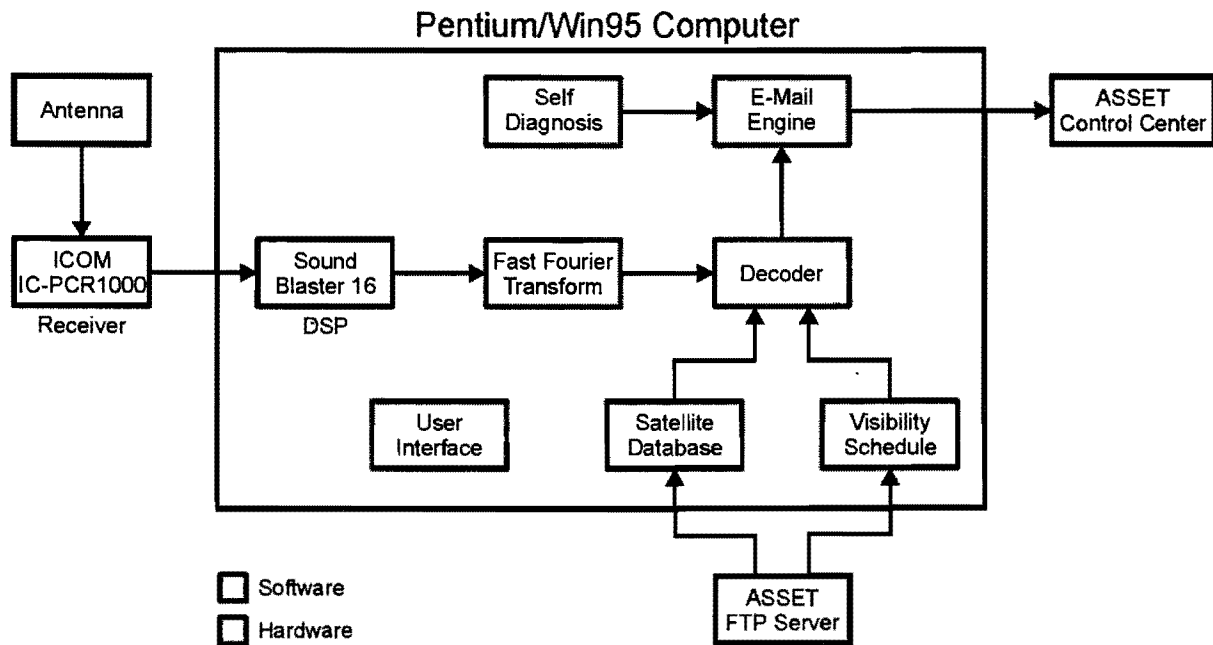 Pentium/Win95 Computer
Antenna
Self
Diagnosis
E-Mail
Engine
ASSET
Control Center
ICOM
IC-PCR1000
Receiver
Sound
Blaster 16
DSP
Fast Fourier
Transform
Decoder
User
Interface
Satellite
Database
Visibility
Schedule
Software
Hardware
ASSET
FTP Server